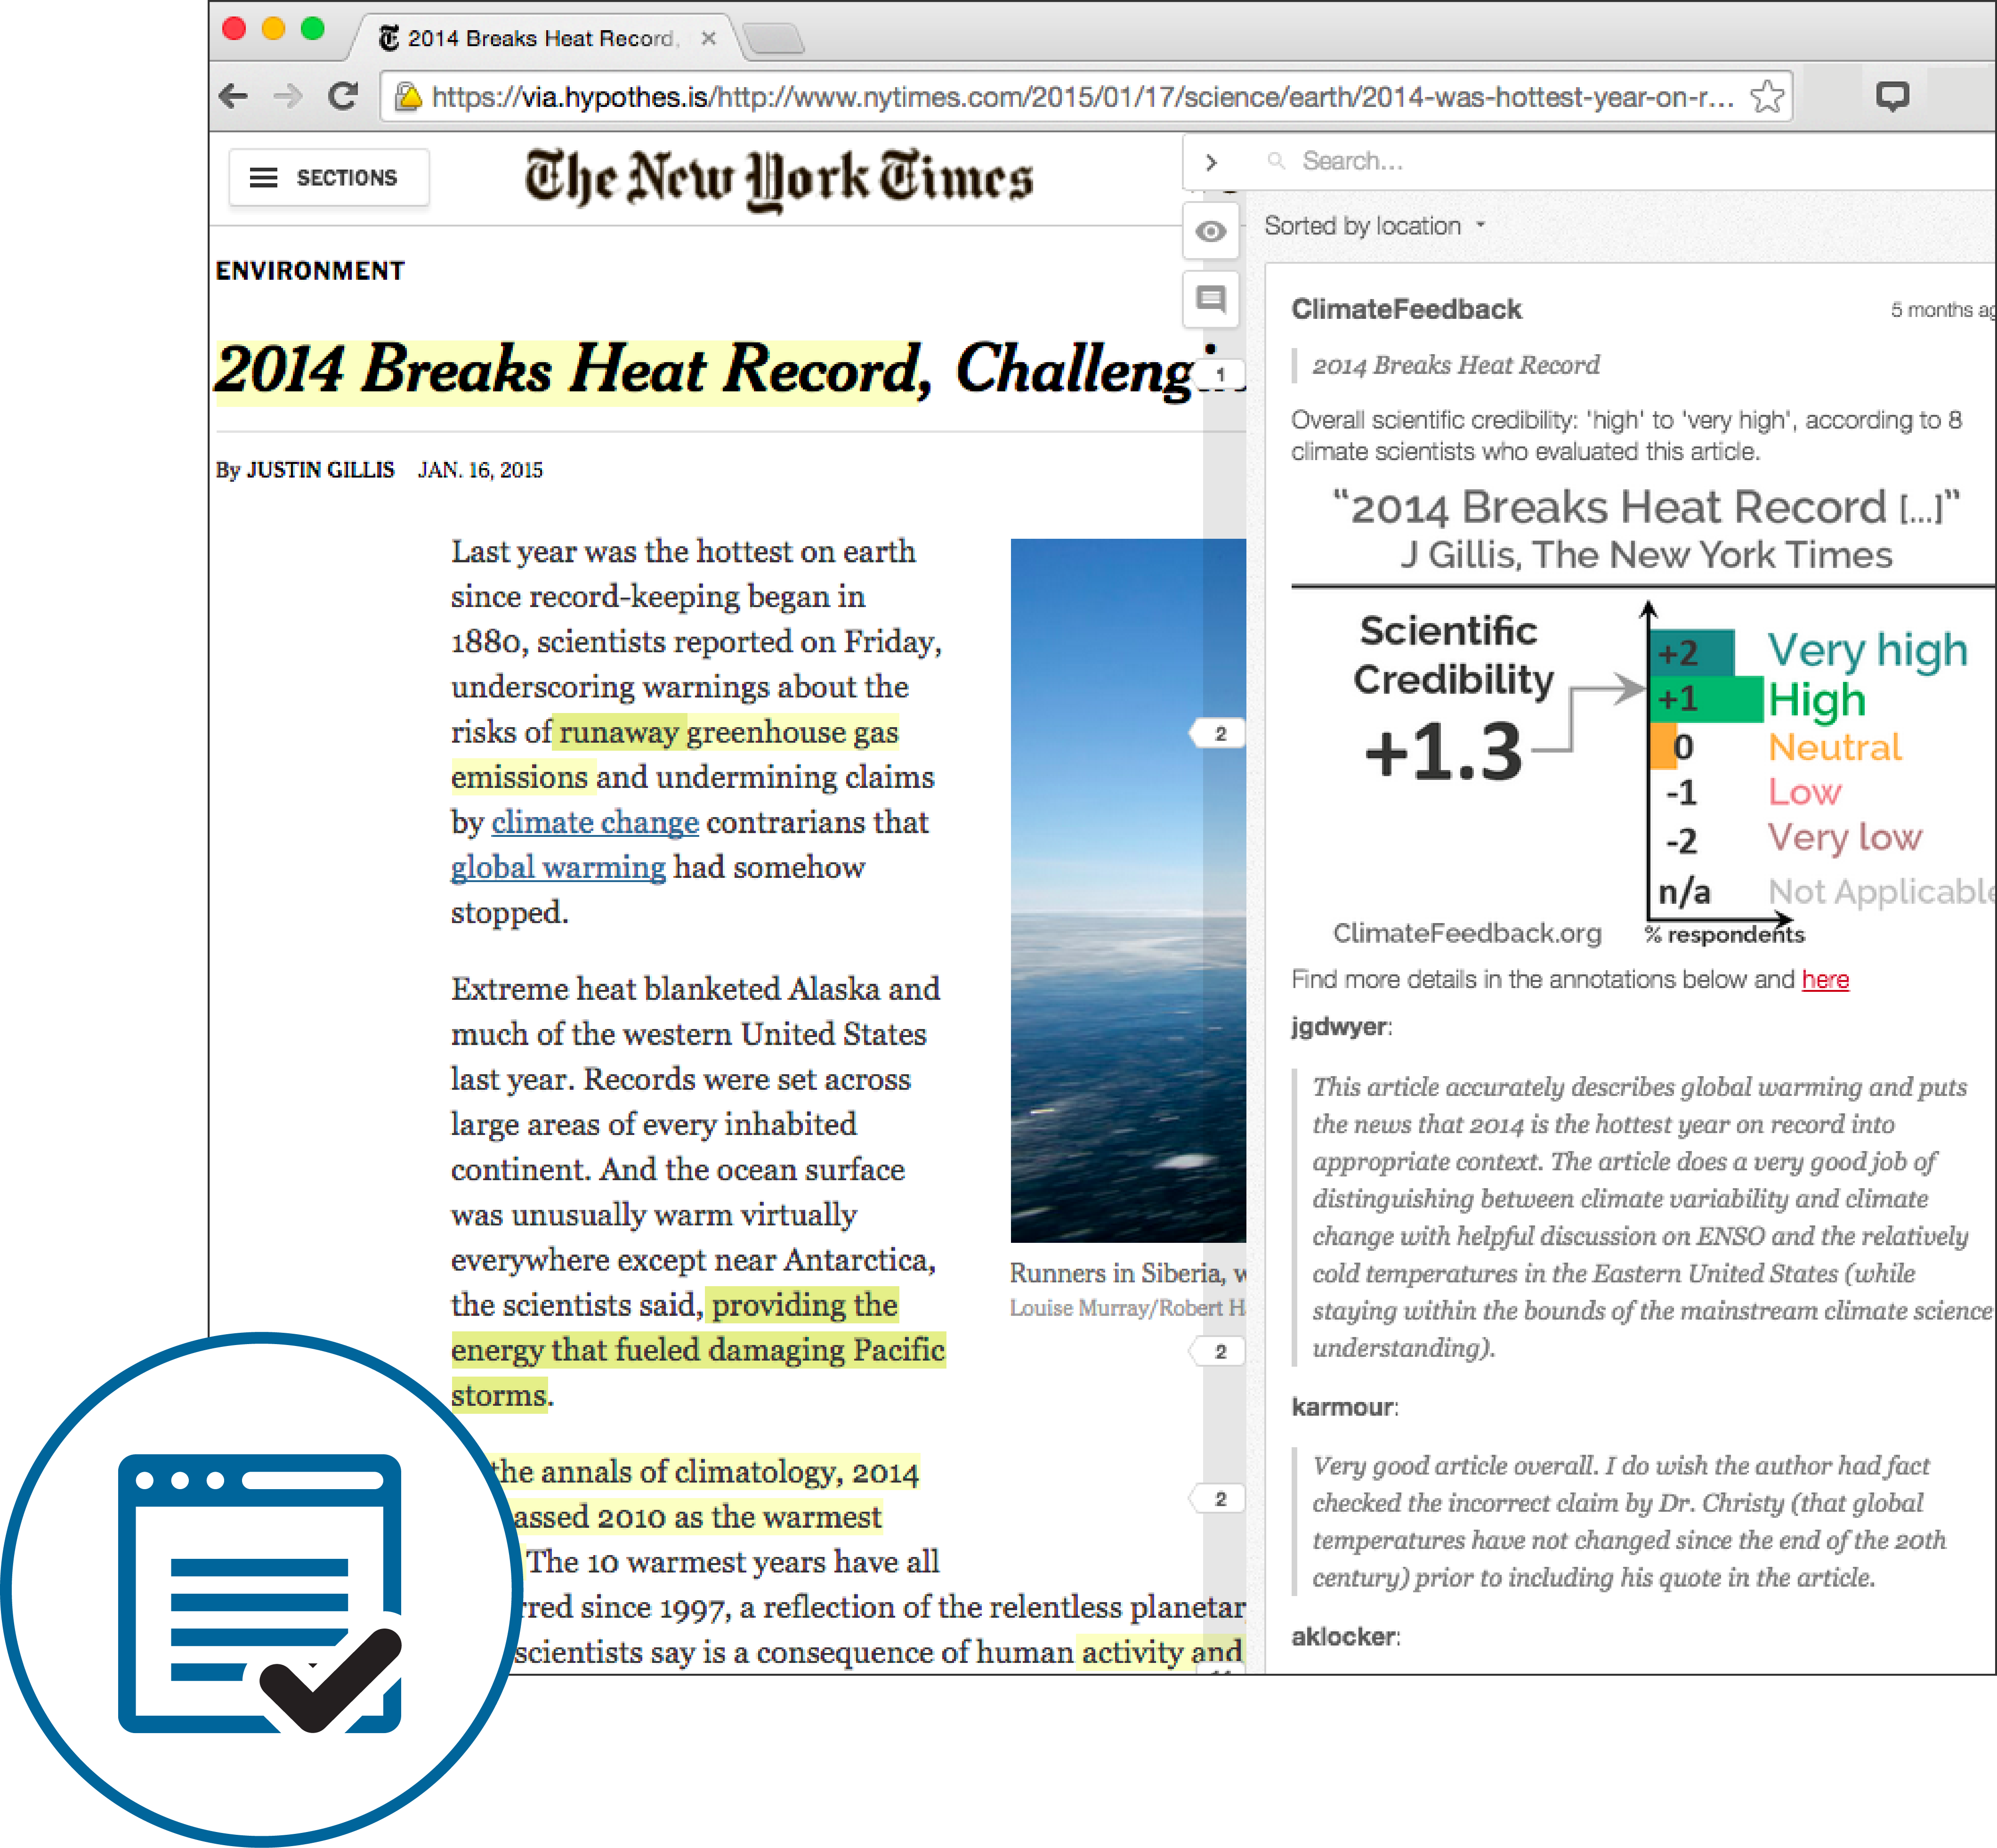 2014 Breaks Heat Record,
https://via.hypothes.is/http://www.nytimes.com/2015/01/17/science/earth/2014-was-hottest-year-on-r...
SECTIONS
The New York Times
ENVIRONMENT
2014 Breaks Heat Record, Challengi
By JUSTIN GILLIS JAN. 16, 2015
Last year was the hottest on earth
since record-keeping began in
1880, scientists reported on Friday,
underscoring warnings about the
risks of runaway greenhouse gas
emissions and undermining claims
by climate change contrarians that
global warming had somehow
stopped.
Extreme heat blanketed Alaska and
much of the western United States
last year. Records were set across
large areas of every inhabited
continent. And the ocean surface
was unusually warm virtually
everywhere except near Antarctica,
the scientists said, providing the
energy that fueled damaging Pacific
storms.
the annals of climatology, 2014
assed 2010 as the warmest
The 10 warmest years have all
rred since 1997, a reflection of the relentless planetar
scientists say is a consequence of human activity and
Runners in Siberia, w
Louise Murray/Robert H
1
2
2
2
Search...
Sorted by location
ClimateFeedback 5 months ag
2014 Breaks Heat Record
Overall scientific credibility: 'high' to 'very high', according to 8
climate scientists who evaluated this article.
“2014 Breaks Heat Record [...]”
J Gillis, The New York Times
Scientific
Credibility
+1.3
+2 Very high
+1 High
0 Neutral
-1 Low
-2 Very low
n/a Not Applicable
ClimateFeedback.org % respondents
Find more details in the annotations below and here
jgdwyer:
This article accurately describes global warming and puts
the news that 2014 is the hottest year on record into
appropriate context. The article does a very good job of
distinguishing between climate variability and climate
change with helpful discussion on ENSO and the relatively
cold temperatures in the Eastern United States (while
staying within the bounds of the mainstream climate science
understanding).
karmour:
Very good article overall. I do wish the author had fact
checked the incorrect claim by Dr. Christy (that global
temperatures have not changed since the end of the 20th
century) prior to including his quote in the article.
aklocker: